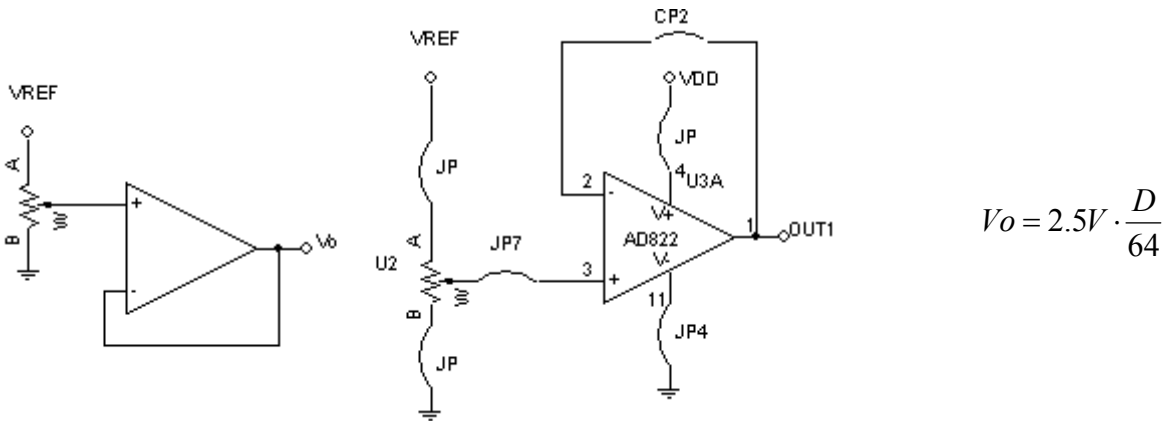 VREF
A
B
W
+
-
Vo
VREF
JP
A
U2
B
W
JP
JP7
CP2
VDD
JP
4
U3A
2
-
V+
1
OUT1
AD822
V-
3
+
11
JP4
Vo = 2.5V · D/64